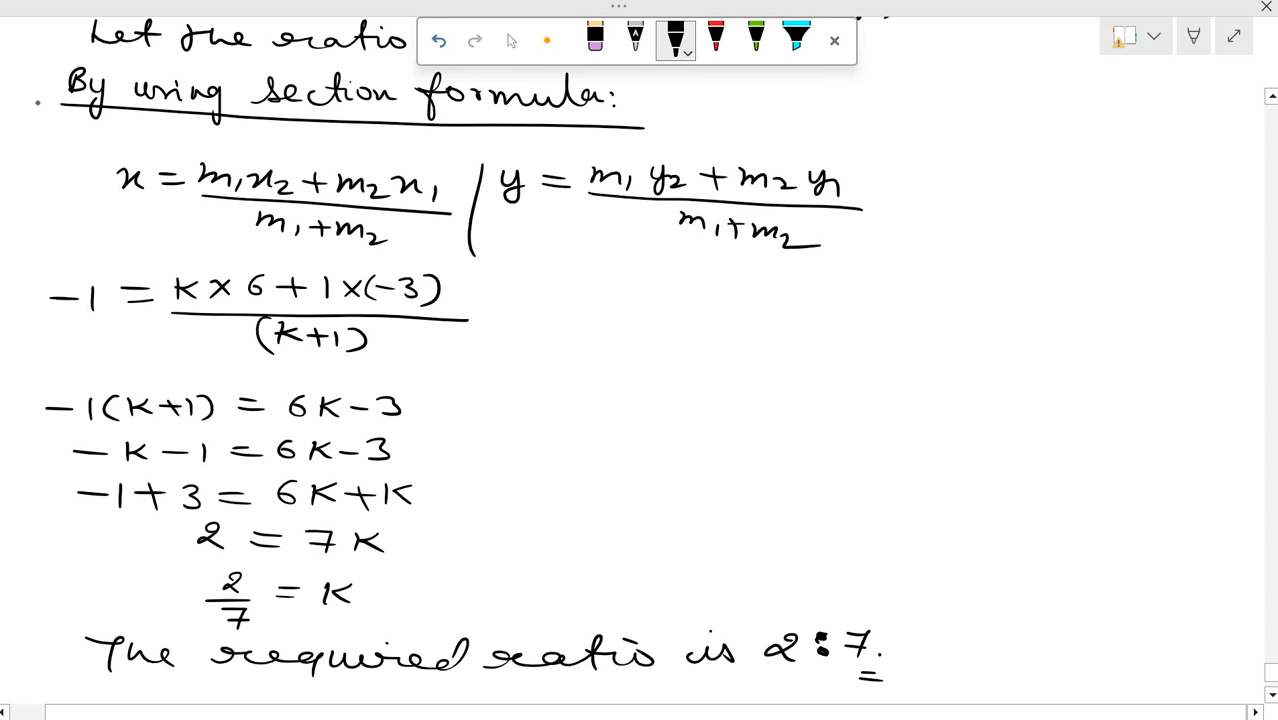 Let the ratio
By using section formula:
x = m₁x₂ + m₂x₁ / m₁ + m₂ | y = m₁y₂ + m₂y₁ / m₁ + m₂
-1 = K × 6 + 1 × (-3) / (K+1)
-1(K+1) = 6K - 3
-K - 1 = 6K - 3
-1 + 3 = 6K + K
2 = 7K
2/7 = K
The required ratio is 2 : 7.